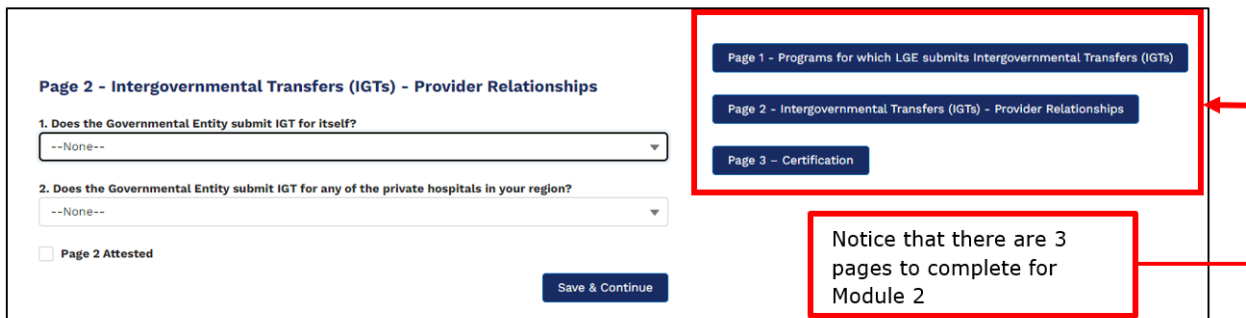 Page 2 - Intergovernmental Transfers (IGTs) - Provider Relationships
1. Does the Governmental Entity submit IGT for itself?
--None--
2. Does the Governmental Entity submit IGT for any of the private hospitals in your region?
--None--
Page 2 Attested
Save & Continue
Page 1 - Programs for which LGE submits Intergovernmental Transfers (IGTs)
Page 2 - Intergovernmental Transfers (IGTs) - Provider Relationships
Page 3 – Certification
Notice that there are 3
pages to complete for
Module 2